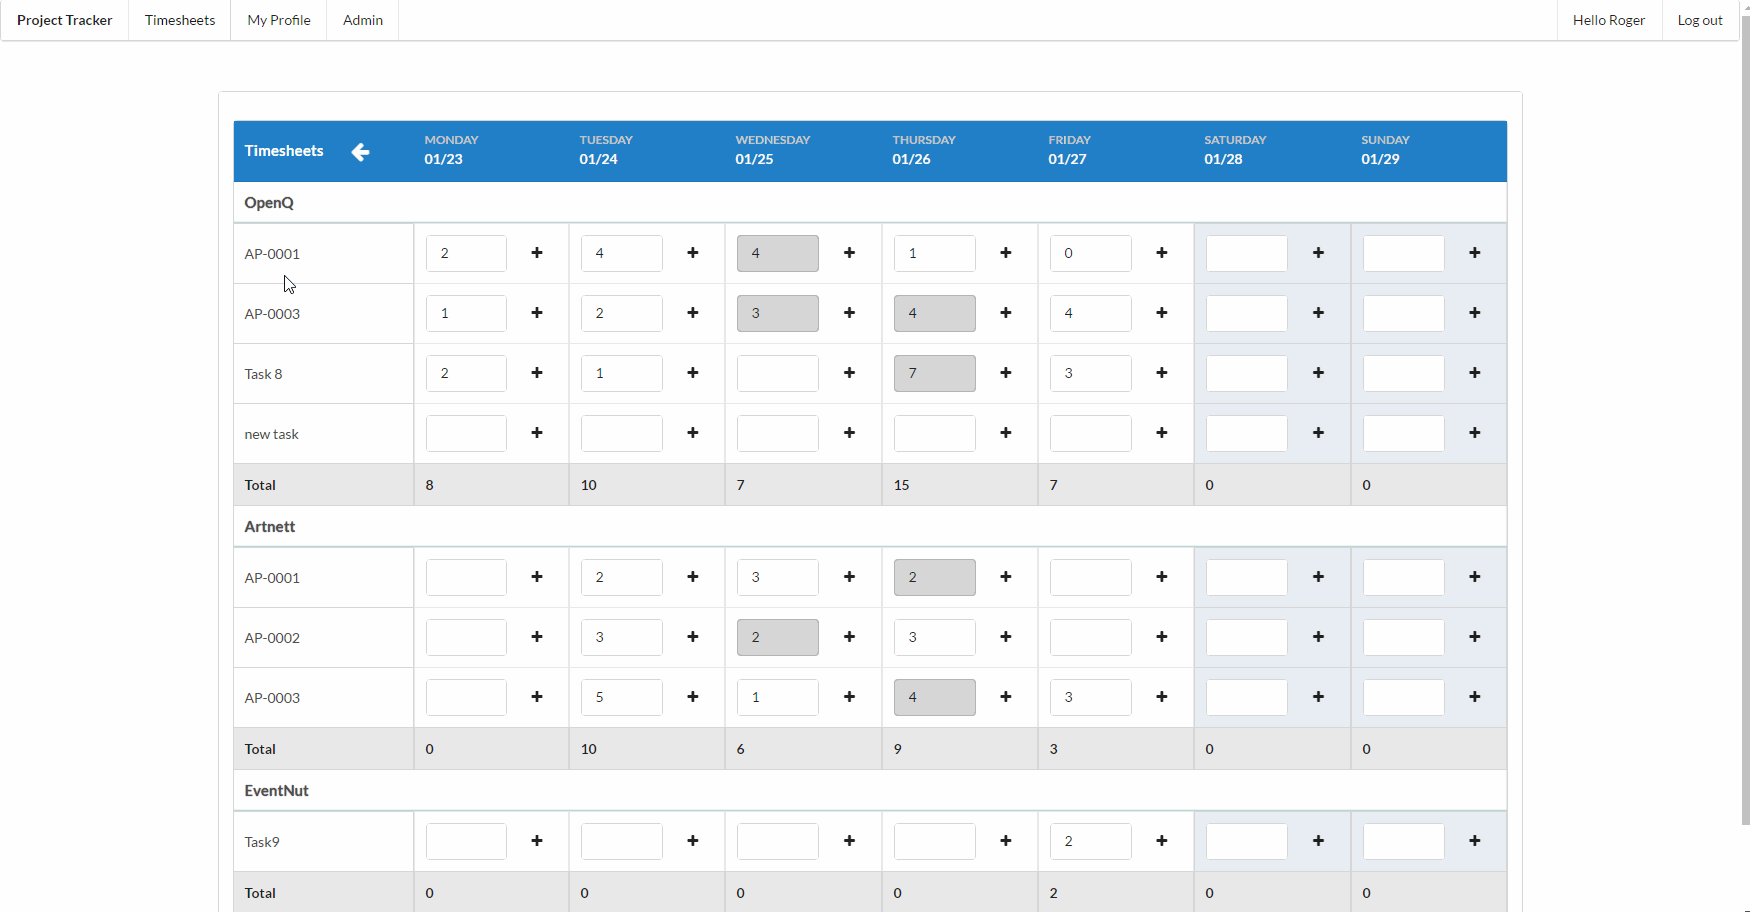 Project Tracker Timesheets My Profile Admin Hello Roger Log out
Timesheets MONDAY TUESDAY WEDNESDAY THURSDAY FRIDAY SATURDAY SUNDAY
01/23 01/24 01/25 01/26 01/27 01/28 01/29
OpenQ
AP-0001 2 + 4 + 4 + 1 + 0 + + +
AP-0003 1 + 2 + 3 + 4 + 4 + + +
Task 8 2 + 1 + + 7 + 3 + + +
new task + + + + + + +
Total 8 10 7 15 7 0 0
Artnett
AP-0001 + 2 + 3 + 2 + + + +
AP-0002 + 3 + 2 + 3 + + + +
AP-0003 + 5 + 1 + 4 + 3 + + +
Total 0 10 6 9 3 0 0
EventNut
Task9 + + + + 2 + + +
Total 0 0 0 0 2 0 0